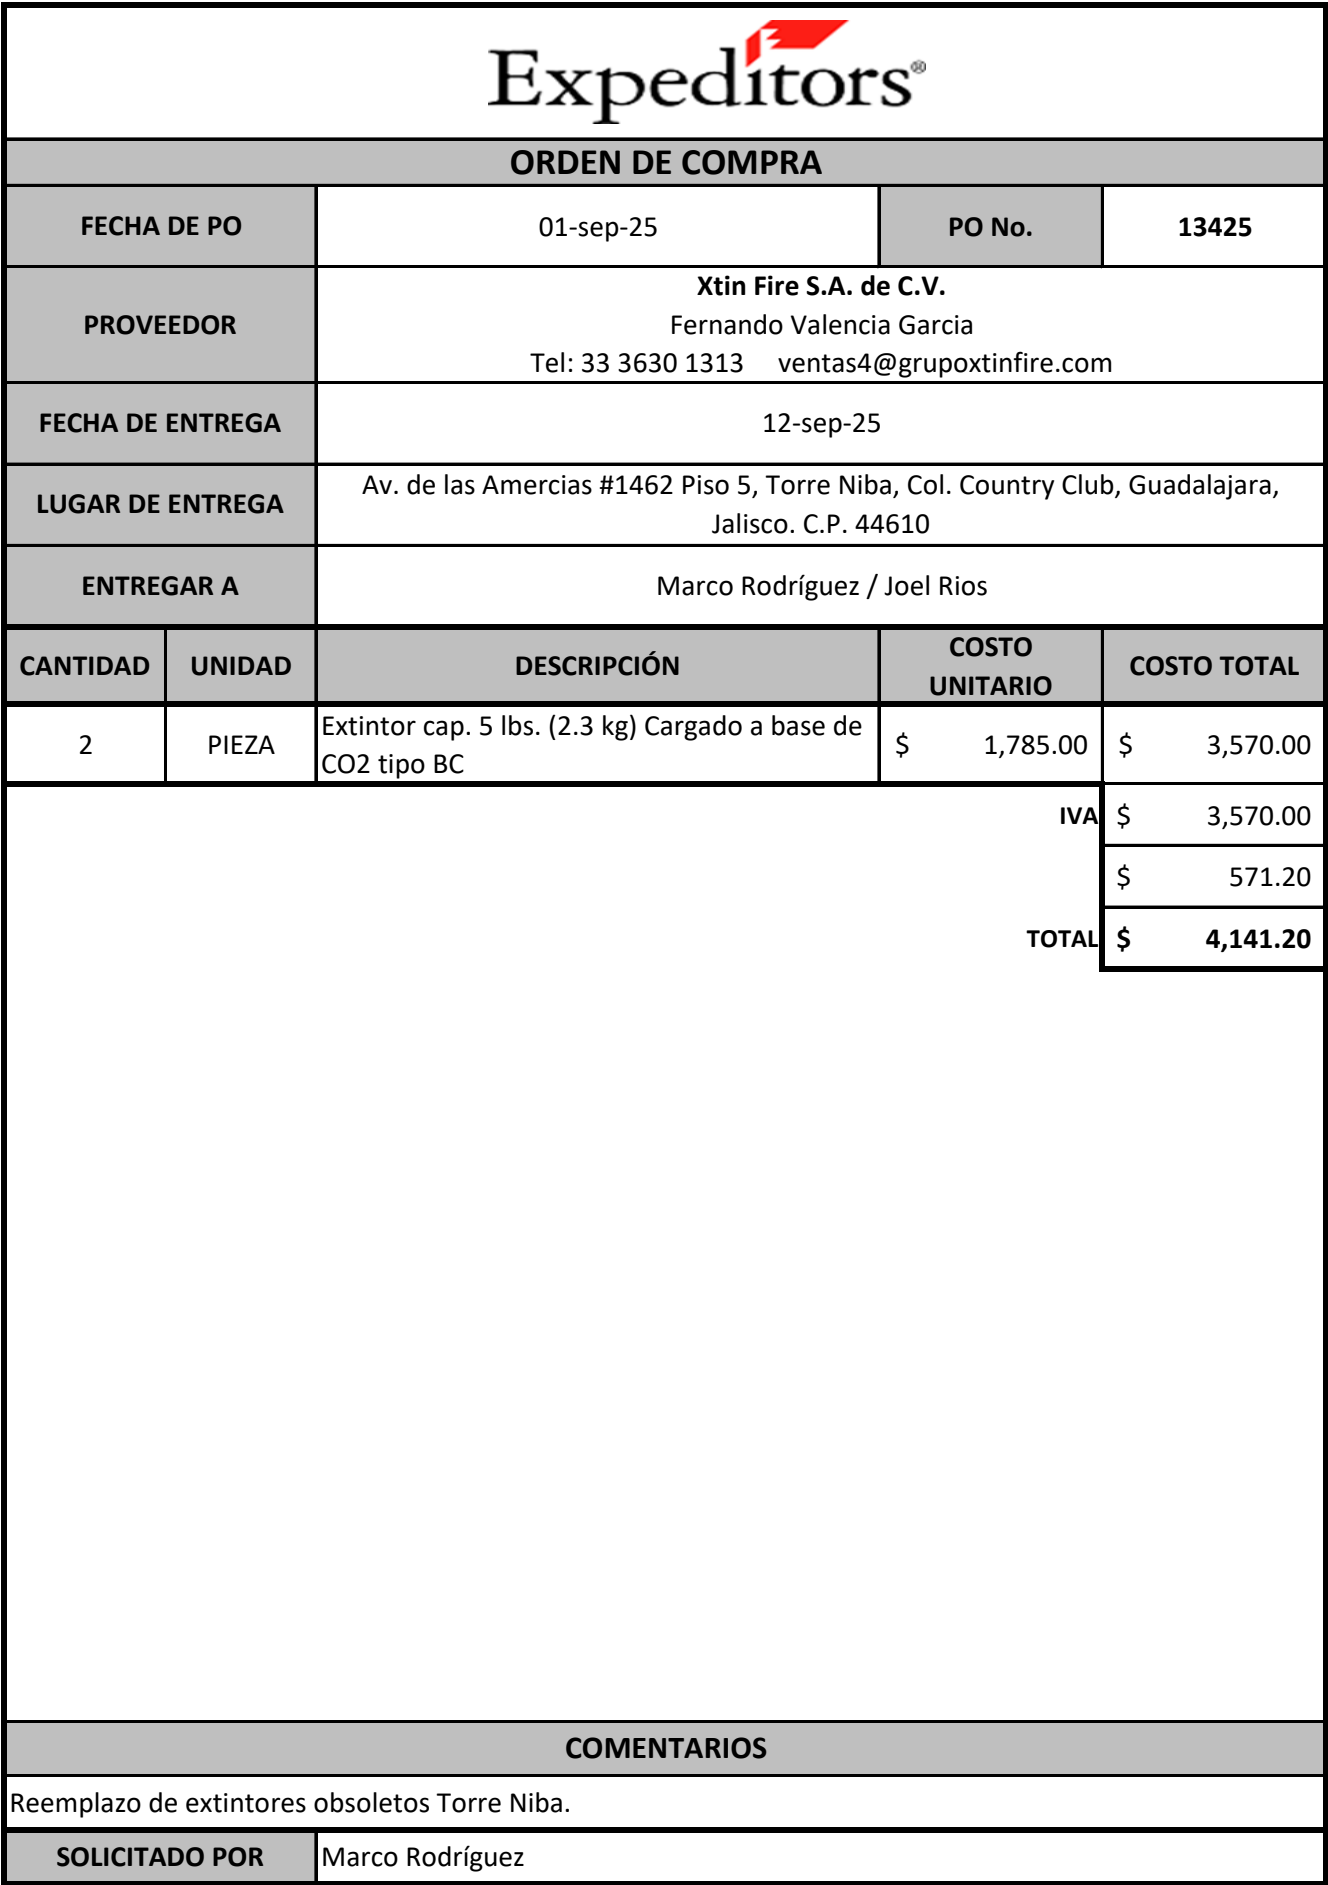 Expeditors®
ORDEN DE COMPRA
FECHA DE PO 01-sep-25 PO No. 13425
PROVEEDOR
Xtin Fire S.A. de C.V.
Fernando Valencia Garcia
Tel: 33 3630 1313 ventas4@grupoxtinfire.com
FECHA DE ENTREGA 12-sep-25
LUGAR DE ENTREGA
Av. de las Amercias #1462 Piso 5, Torre Niba, Col. Country Club, Guadalajara,
Jalisco. C.P. 44610
ENTREGAR A Marco Rodríguez / Joel Rios
CANTIDAD UNIDAD DESCRIPCIÓN COSTO
UNITARIO COSTO TOTAL
2 PIEZA Extintor cap. 5 lbs. (2.3 kg) Cargado a base de
CO2 tipo BC $ 1,785.00 $ 3,570.00
IVA $ 3,570.00
$ 571.20
TOTAL $ 4,141.20
COMENTARIOS
Reemplazo de extintores obsoletos Torre Niba.
SOLICITADO POR Marco Rodríguez